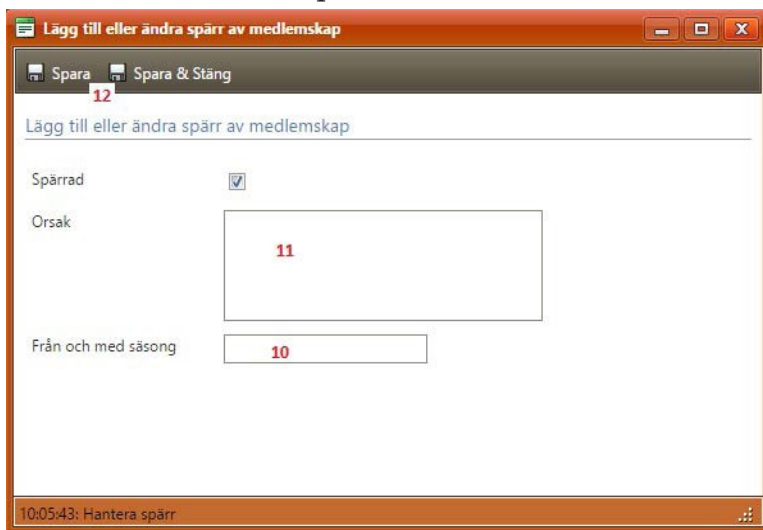 Lägg till eller ändra spärr av medlemskap
Spara Spara & Stäng
12
Lägg till eller ändra spärr av medlemskap
Spärrad
Orsak
11
Från och med säsong
10
10:05:43: Hantera spärr